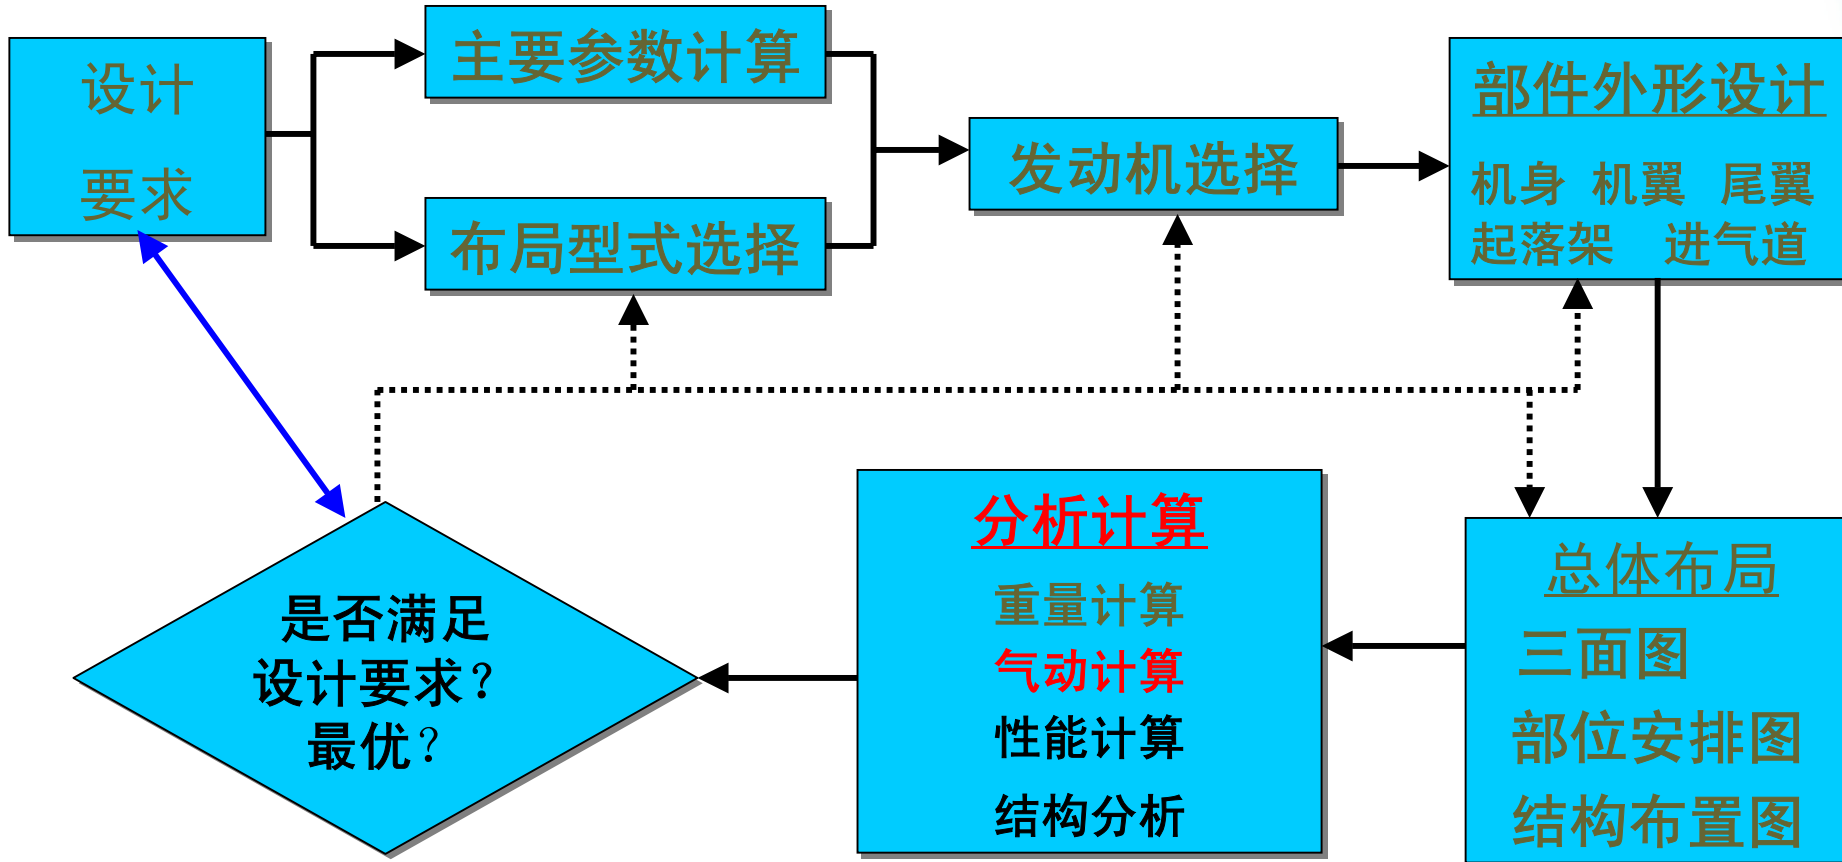 设计
要求
主要参数计算
布局型式选择
发动机选择
部件外形设计
机身 机翼 尾翼
起落架 进气道
总体布局
三面图
部位安排图
结构布置图
分析计算
重量计算
气动计算
性能计算
结构分析
是否满足
设计要求？
最优？